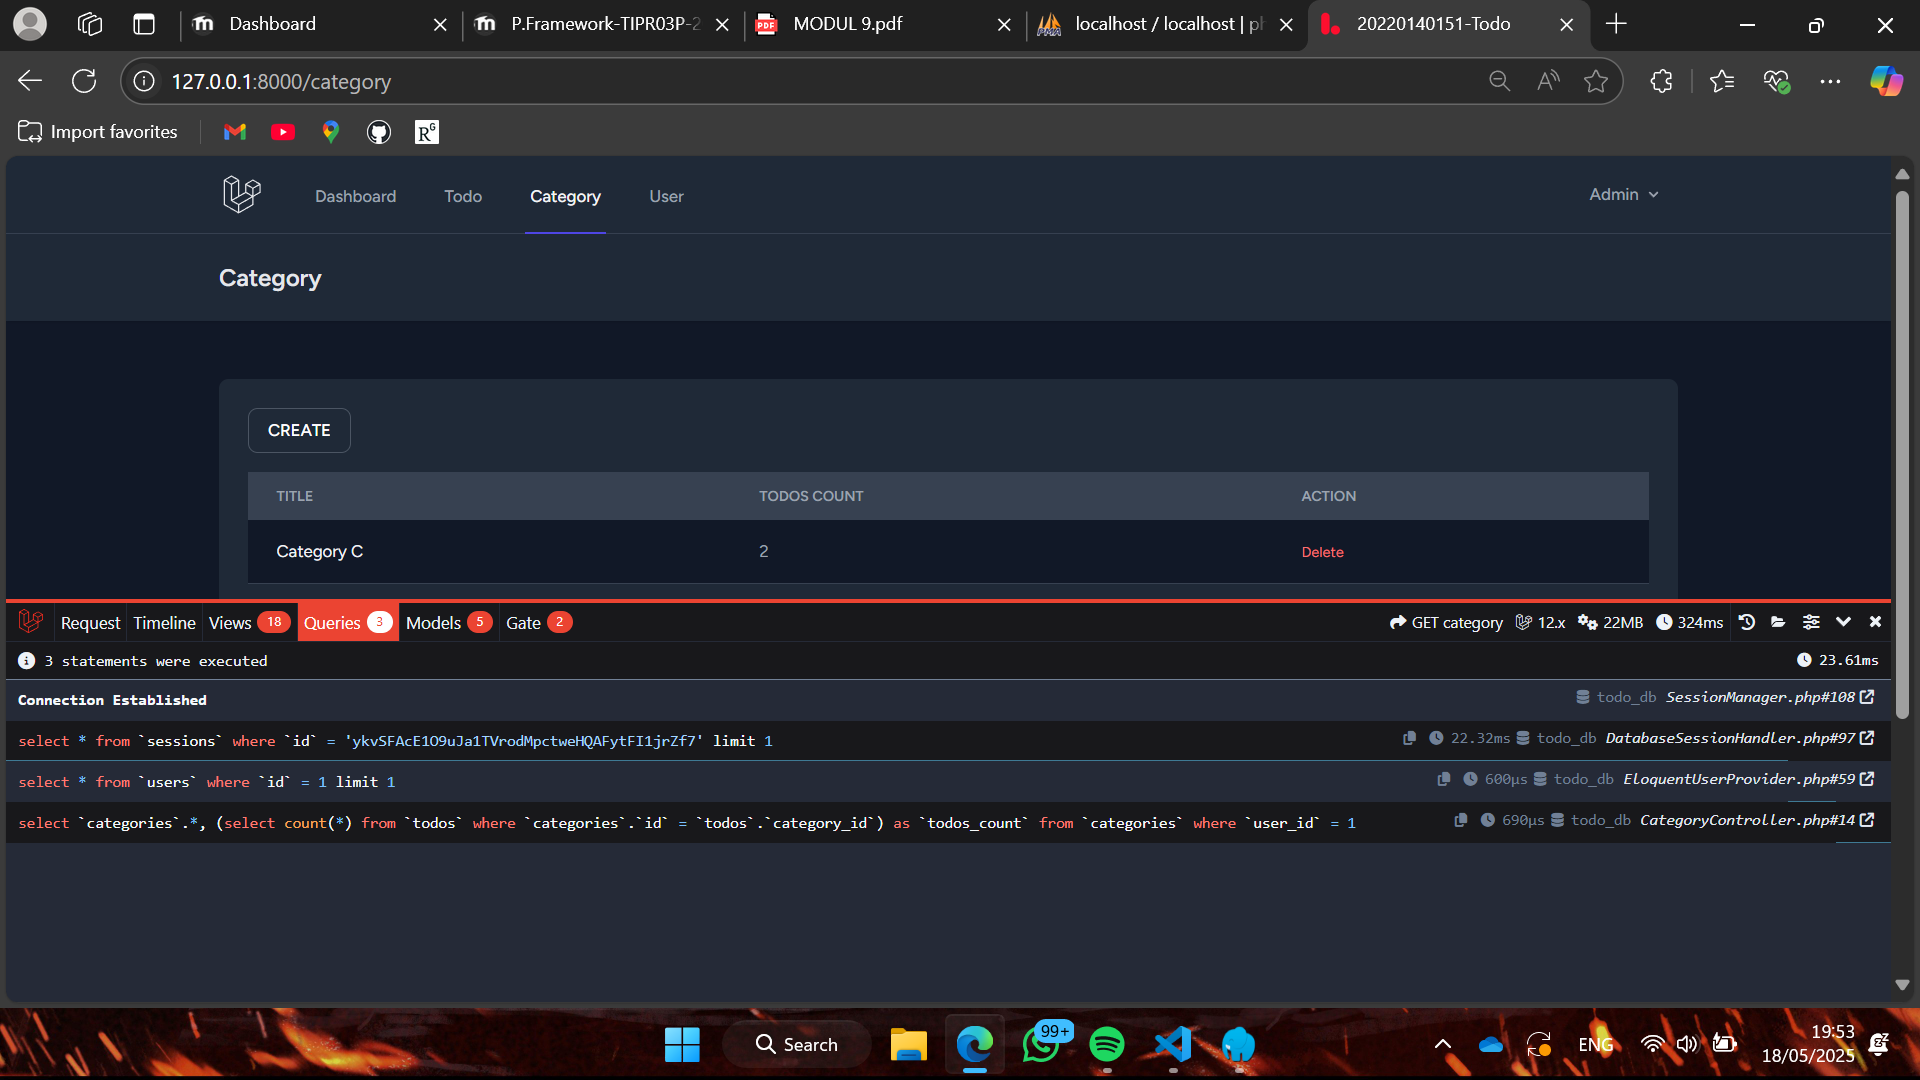 Dashboard
P.Framework-TIPR03P-2
MODUL 9.pdf
localhost / localhost | ph
20220140151-Todo
127.0.0.1:8000/category
Import favorites
Dashboard
Todo
Category
User
Admin
Category
CREATE
TITLE
TODOS COUNT
ACTION
Category C
2
Delete
Request
Timeline
Views 18
Queries 3
Models 5
Gate 2
GET category
12.x
22MB
324ms
3 statements were executed
23.61ms
Connection Established
todo_db SessionManager.php#108
select * from `sessions` where `id` = 'ykvSFAcE1O9uJa1TVrodMpctweHQAFytFI1jrZf7' limit 1
22.32ms todo_db DatabaseSessionHandler.php#97
select * from `users` where `id` = 1 limit 1
600μs todo_db EloquentUserProvider.php#59
select `categories`.*, (select count(*) from `todos` where `categories`.`id` = `todos`.`category_id`) as `todos_count` from `categories` where `user_id` = 1
690μs todo_db CategoryController.php#14
Search
99+
ENG
19:53
18/05/2025